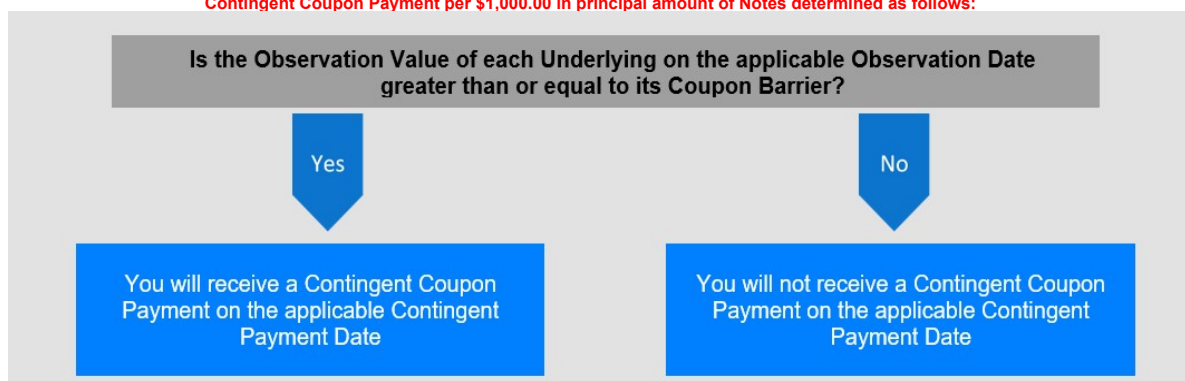 Contingent Coupon Payment per $1,000.00 in principal amount of Notes determined as follows:
Is the Observation Value of each Underlying on the applicable Observation Date
greater than or equal to its Coupon Barrier?
Yes
No
You will receive a Contingent Coupon
Payment on the applicable Contingent
Payment Date
You will not receive a Contingent Coupon
Payment on the applicable Contingent
Payment Date